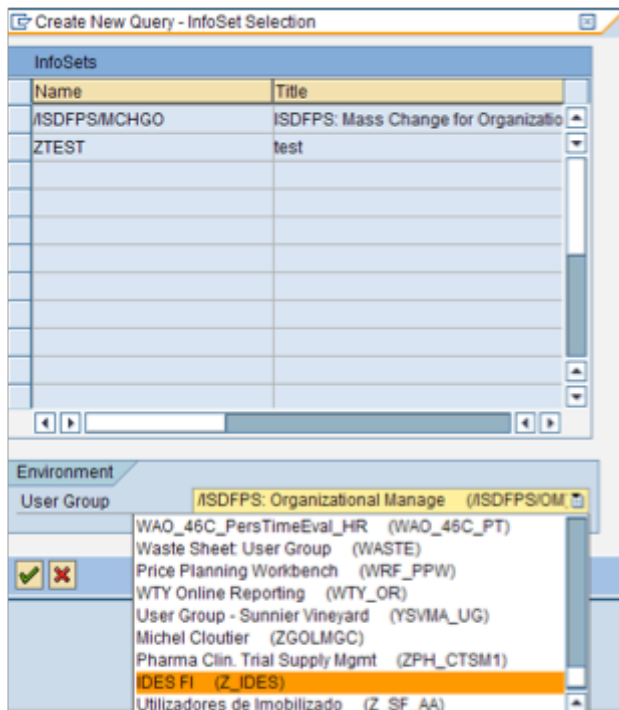 Create New Query - InfoSet Selection
InfoSets
Name Title
/ISDFPS/MCHGO ISDFPS: Mass Change for Organizatio
ZTEST test
Environment
User Group /ISDFPS: Organizational Manage (/ISDFPS/OM
WAO_46C_PersTimeEval_HR (WAO_46C_PT)
Waste Sheet: User Group (WASTE)
Price Planning Workbench (WRF_PPW)
WTY Online Reporting (WTY_OR)
User Group - Sunnier Vineyard (YSVMA_UG)
Michel Cloutier (ZGOLMGC)
Pharma Clin. Trial Supply Mgmt (ZPH_CTSM1)
IDES FI (Z_IDES)
Utilizadores de Imobilizado (Z_SF_AA)